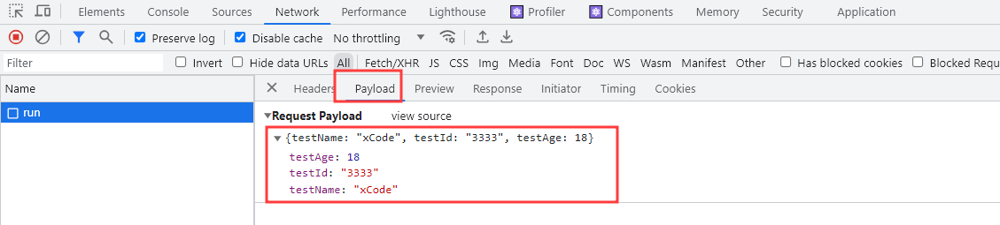 Elements Console Sources Network Performance Lighthouse Profiler Components Memory Security Application
Preserve log Disable cache No throttling
Filter Invert Hide data URLs All Fetch/XHR JS CSS Img Media Font Doc WS Wasm Manifest Other Has blocked cookies Blocked Requ
Name Headers Payload Preview Response Initiator Timing Cookies
run
Request Payload view source
{testName: "xCode", testId: "3333", testAge: 18}
testAge: 18
testId: "3333"
testName: "xCode"